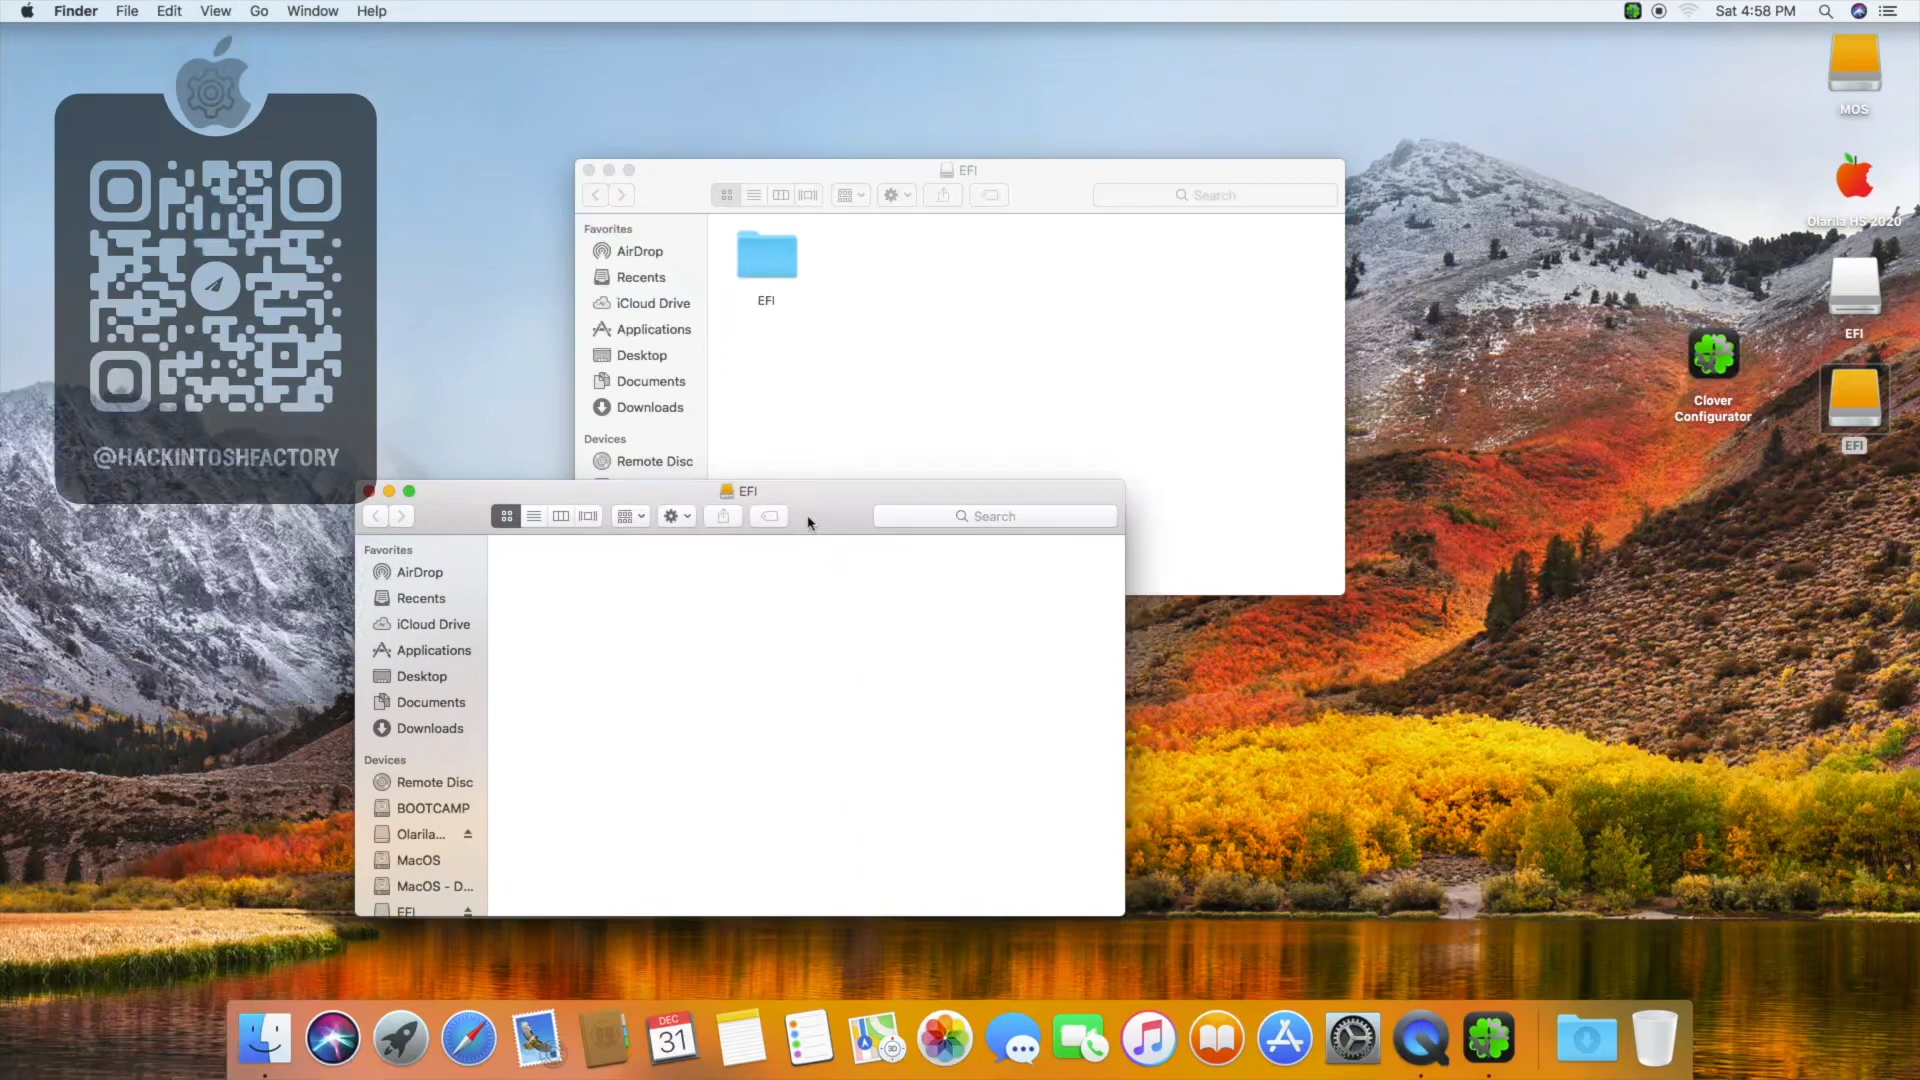 Finder File Edit View Go Window Help
Sat 4:58 PM
MOS
Olarila HS 2020
EFI
Clover
Configurator
EFI
@HACKINTOSHFACTORY
EFI
Search
Favorites
AirDrop
Recents
iCloud Drive
Applications
Desktop
Documents
Downloads
Devices
Remote Disc
EFI
EFI
Search
Favorites
AirDrop
Recents
iCloud Drive
Applications
Desktop
Documents
Downloads
Devices
Remote Disc
BOOTCAMP
Olarila...
MacOS
MacOS - D...
EFI
DEC
31
3D